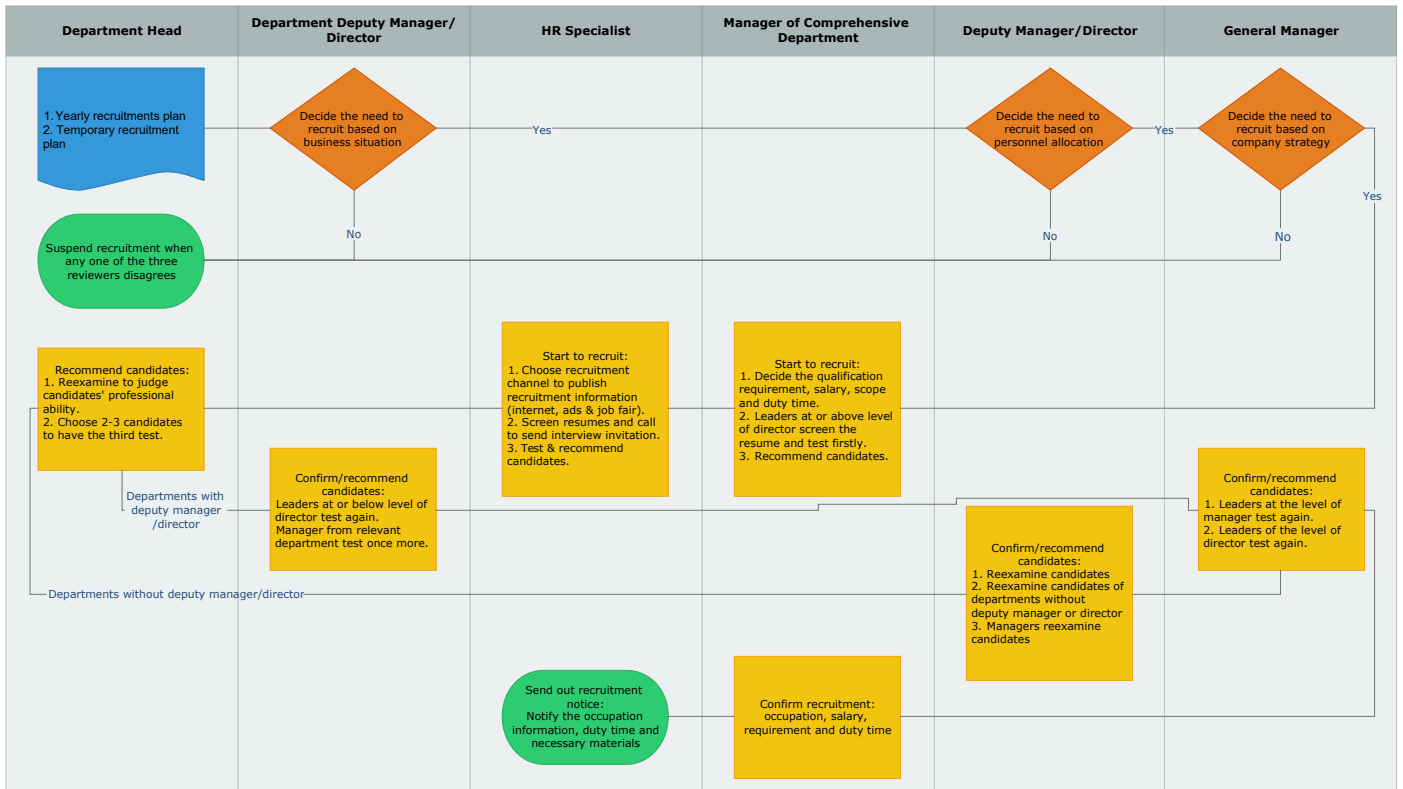 Department Head
Department Deputy Manager/
Director
HR Specialist
Manager of Comprehensive
Department
Deputy Manager/Director
General Manager
1. Yearly recruitments plan
2. Temporary recruitment
plan
Decide the need to
recruit based on
business situation
Yes
Decide the need to
recruit based on
personnel allocation
Yes
Decide the need to
recruit based on
company strategy
Yes
No
No
No
Suspend recruitment when
any one of the three
reviewers disagrees
Recommend candidates:
1. Reexamine to judge
candidates' professional
ability.
2. Choose 2-3 candidates
to have the third test.
Start to recruit:
1. Choose recruitment
channel to publish
recruitment information
(internet, ads & job fair).
2. Screen resumes and call
to send interview invitation.
3. Test & recommend
candidates.
Start to recruit:
1. Decide the qualification
requirement, salary, scope
and duty time.
2. Leaders at or above level
of director screen the
resume and test firstly.
3. Recommend candidates.
Departments with
deputy manager
/director
Confirm/recommend
candidates:
Leaders at or below level of
director test again.
Manager from relevant
department test once more.
Confirm/recommend
candidates:
1. Leaders at the level of
manager test again.
2. Leaders of the level of
director test again.
Confirm/recommend
candidates:
1. Reexamine candidates
2. Reexamine candidates of
departments without
deputy manager or director
3. Managers reexamine
candidates
Departments without deputy manager/director
Send out recruitment
notice:
Notify the occupation
information, duty time and
necessary materials
Confirm recruitment:
occupation, salary,
requirement and duty time